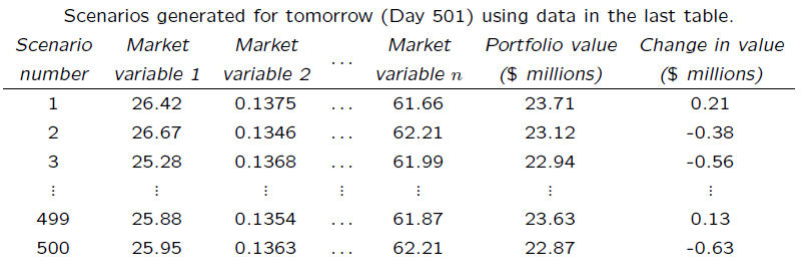 Scenarios generated for tomorrow (Day 501) using data in the last table.
Scenario Market Market ... Market Portfolio value Change in value
number variable 1 variable 2 variable n ($ millions) ($ millions)
1 26.42 0.1375 ... 61.66 23.71 0.21
2 26.67 0.1346 ... 62.21 23.12 -0.38
3 25.28 0.1368 ... 61.99 22.94 -0.56
⋮ ⋮ ⋮ ⋮ ⋮ ⋮ ⋮
499 25.88 0.1354 ... 61.87 23.63 0.13
500 25.95 0.1363 ... 62.21 22.87 -0.63